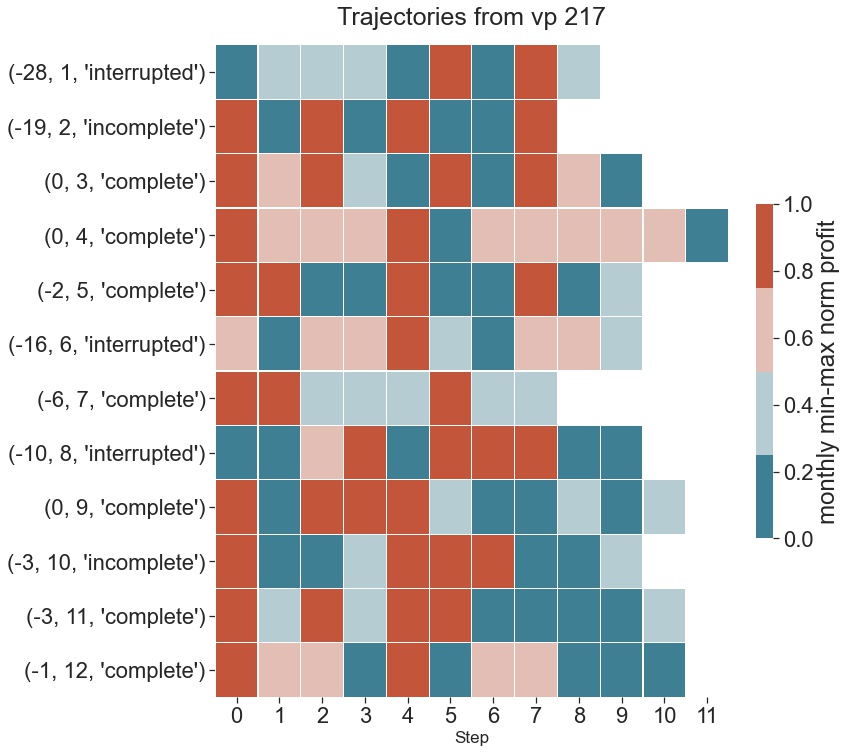 Trajectories from vp 217
(-28, 1, 'interrupted')
(-19, 2, 'incomplete')
(0, 3, 'complete')
(0, 4, 'complete')
(-2, 5, 'complete')
(-16, 6, 'interrupted')
(-6, 7, 'complete')
(-10, 8, 'interrupted')
(0, 9, 'complete')
(-3, 10, 'incomplete')
(-3, 11, 'complete')
(-1, 12, 'complete')
0 1 2 3 4 5 6 7 8 9 10 11
Step
1.0
0.8
0.6
0.4
0.2
0.0
monthly min-max norm profit